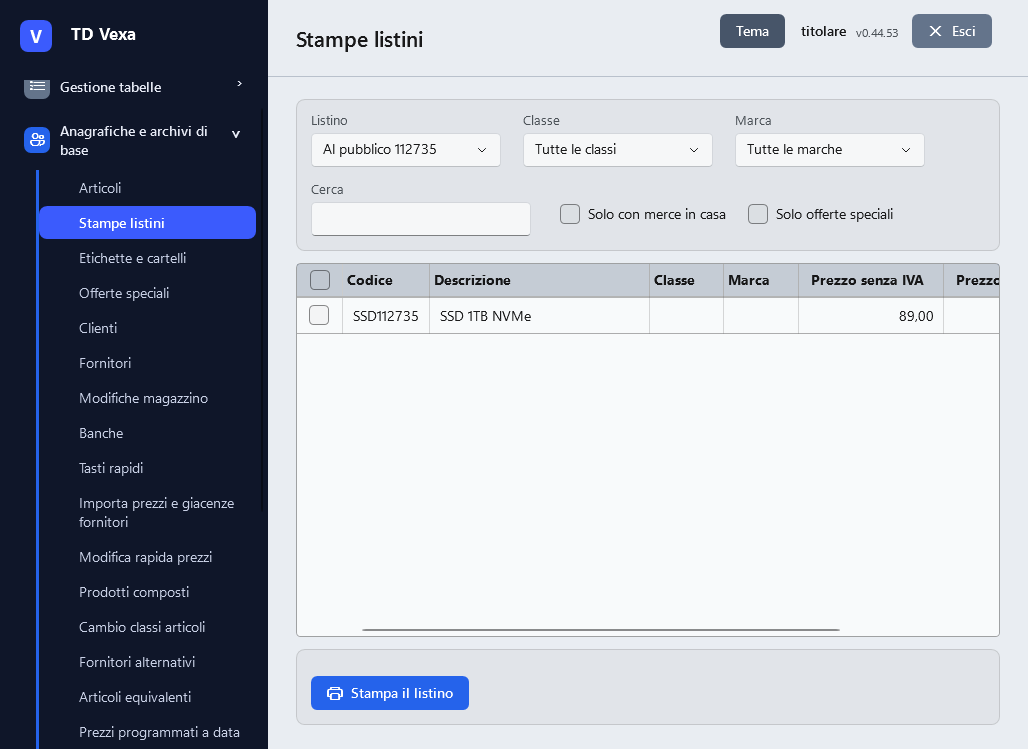 V
TD Vexa
Gestione tabelle
Anagrafiche e archivi di
base
Articoli
Stampe listini
Etichette e cartelli
Offerte speciali
Clienti
Fornitori
Modifiche magazzino
Banche
Tasti rapidi
Importa prezzi e giacenze
fornitori
Modifica rapida prezzi
Prodotti composti
Cambio classi articoli
Fornitori alternativi
Articoli equivalenti
Prezzi programmati a data
Stampe listini
Tema titolare v0.44.53 Esci
Listino Classe Marca
Al pubblico 112735 Tutte le classi Tutte le marche
Cerca
Solo con merce in casa Solo offerte speciali
Codice Descrizione Classe Marca Prezzo senza IVA Prezzo
SSD112735 SSD 1TB NVMe 89,00
Stampa il listino